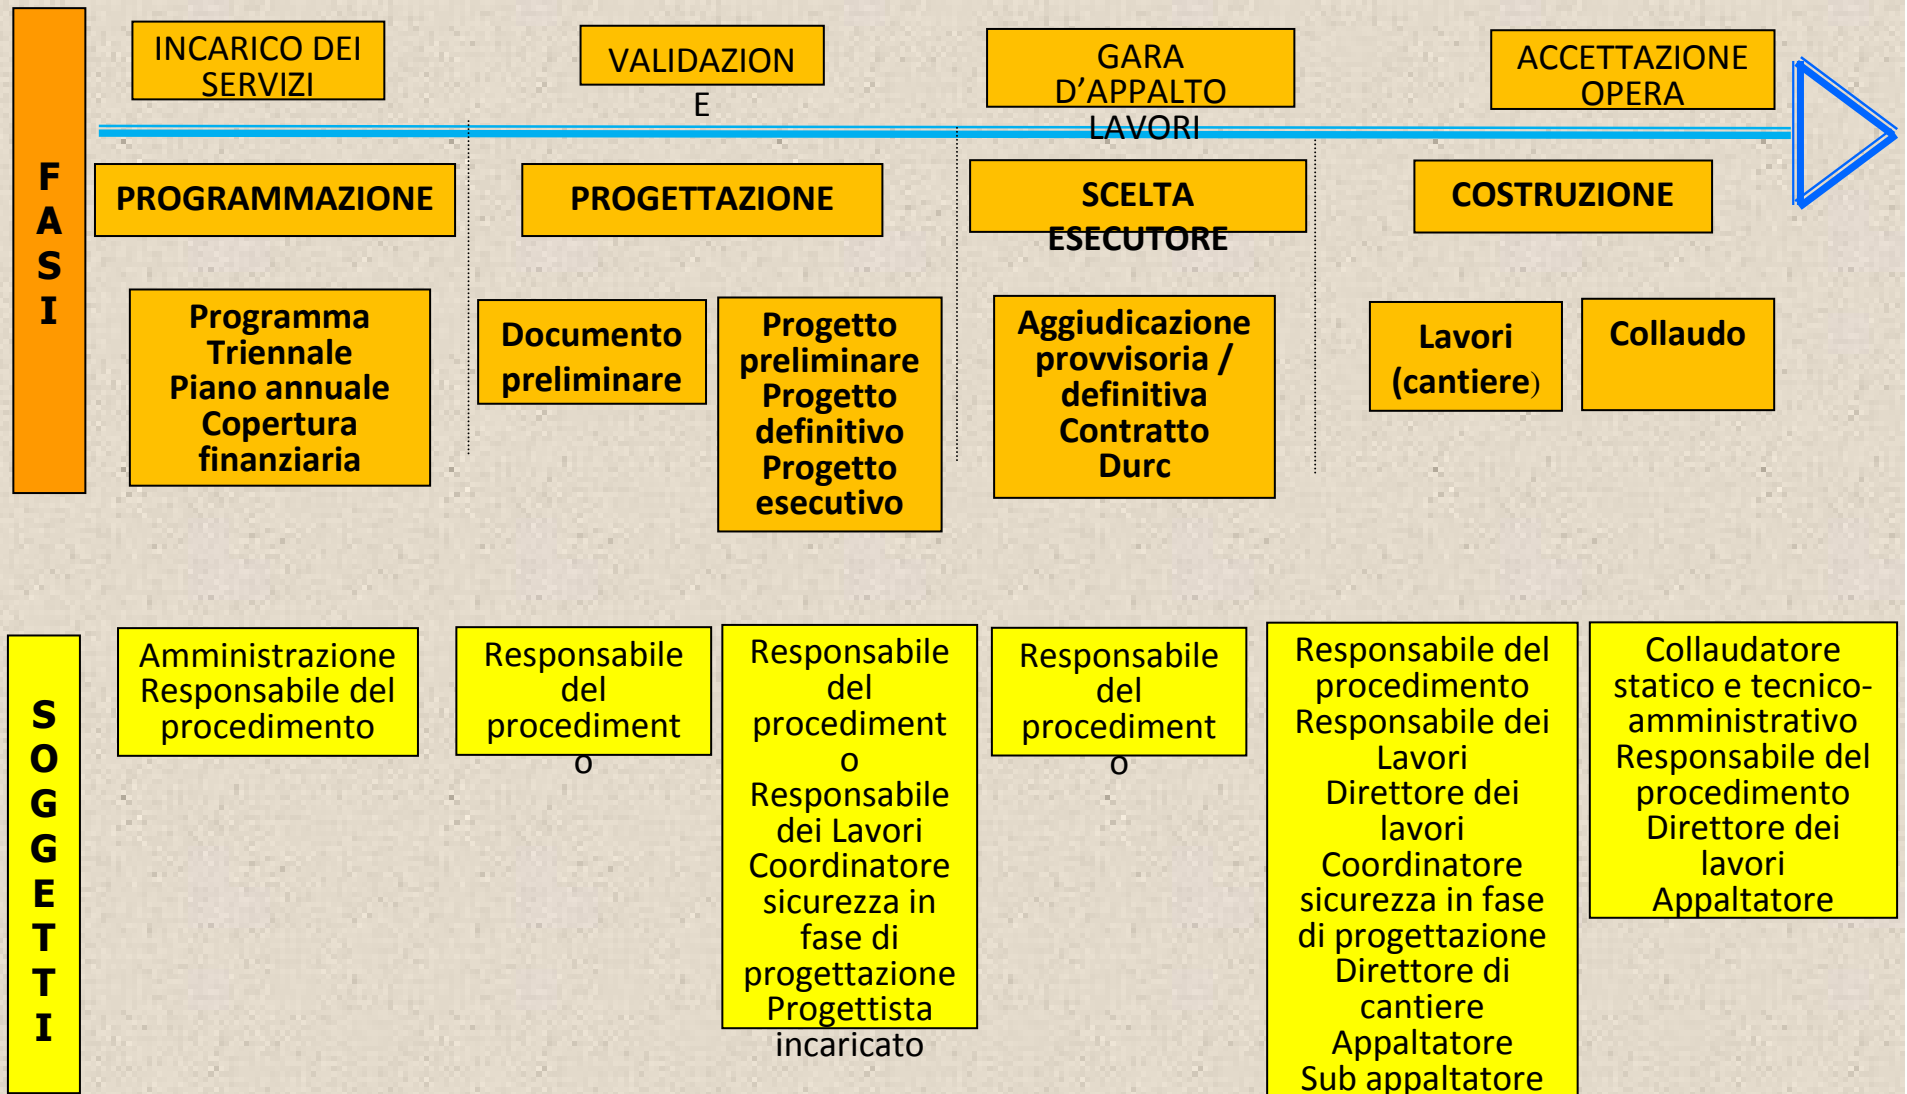 FASI
INCARICO DEI
SERVIZI
VALIDAZION
E
GARA
D’APPALTO
LAVORI
ACCETTAZIONE
OPERA
PROGRAMMAZIONE
PROGETTAZIONE
SCELTA
ESECUTORE
COSTRUZIONE
Programma
Triennale
Piano annuale
Copertura
finanziaria
Documento
preliminare
Progetto
preliminare
Progetto
definitivo
Progetto
esecutivo
Aggiudicazione
provvisoria /
definitiva
Contratto
Durc
Lavori
(cantiere)
Collaudo
SOGGETTI
Amministrazione
Responsabile del
procedimento
Responsabile
del
procediment
o
Responsabile
del
procediment
o
Responsabile
dei Lavori
Coordinatore
sicurezza in
fase di
progettazione
Progettista
incaricato
Responsabile
del
procediment
o
Responsabile del
procedimento
Responsabile dei
Lavori
Direttore dei
lavori
Coordinatore
sicurezza in fase
di progettazione
Direttore di
cantiere
Appaltatore
Sub appaltatore
Collaudatore
statico e tecnico-
amministrativo
Responsabile del
procedimento
Direttore dei
lavori
Appaltatore